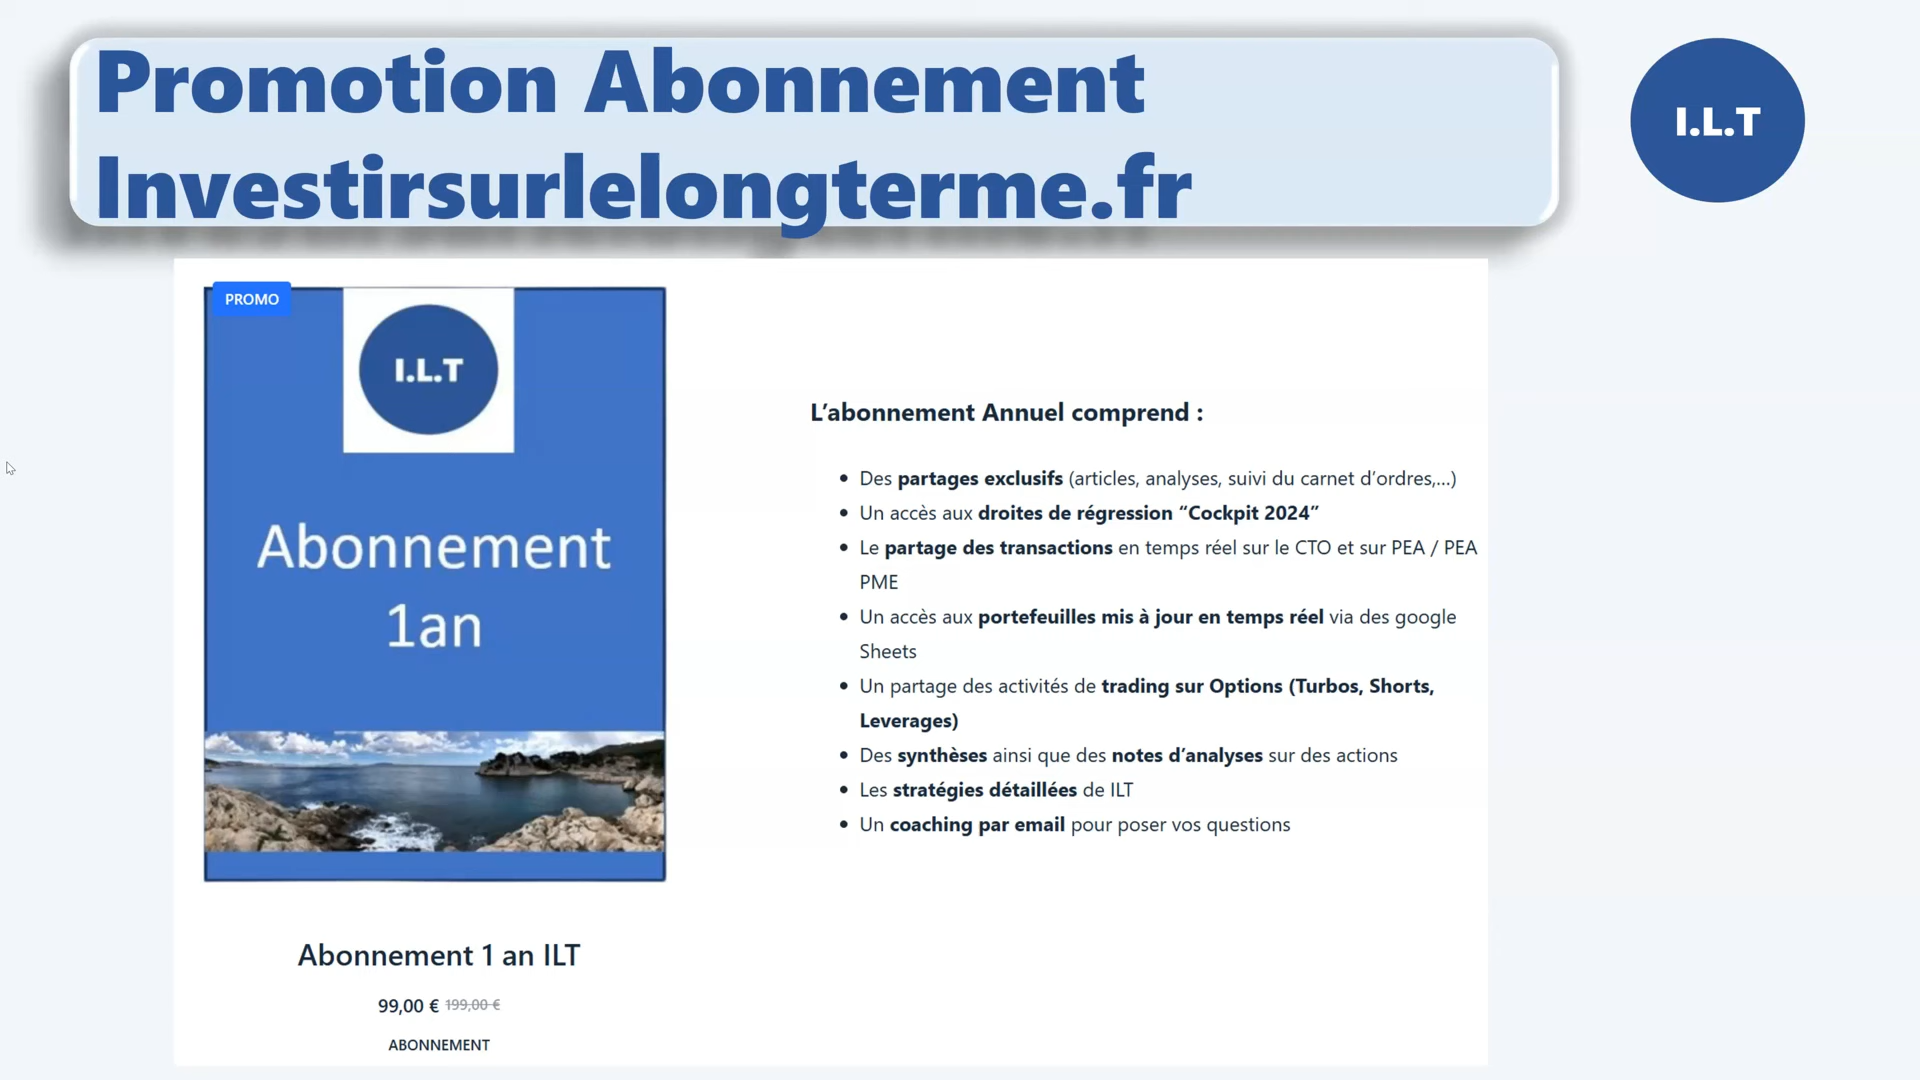 Promotion Abonnement
Investirsurlelongterme.fr
I.L.T
PROMO
I.L.T
Abonnement
1an
L’abonnement Annuel comprend :
• Des partages exclusifs (articles, analyses, suivi du carnet d’ordres,…)
• Un accès aux droites de régression “Cockpit 2024”
• Le partage des transactions en temps réel sur le CTO et sur PEA / PEA
PME
• Un accès aux portefeuilles mis à jour en temps réel via des google
Sheets
• Un partage des activités de trading sur Options (Turbos, Shorts,
Leverages)
• Des synthèses ainsi que des notes d’analyses sur des actions
• Les stratégies détaillées de ILT
• Un coaching par email pour poser vos questions
Abonnement 1 an ILT
99,00 € 199,00 €
ABONNEMENT